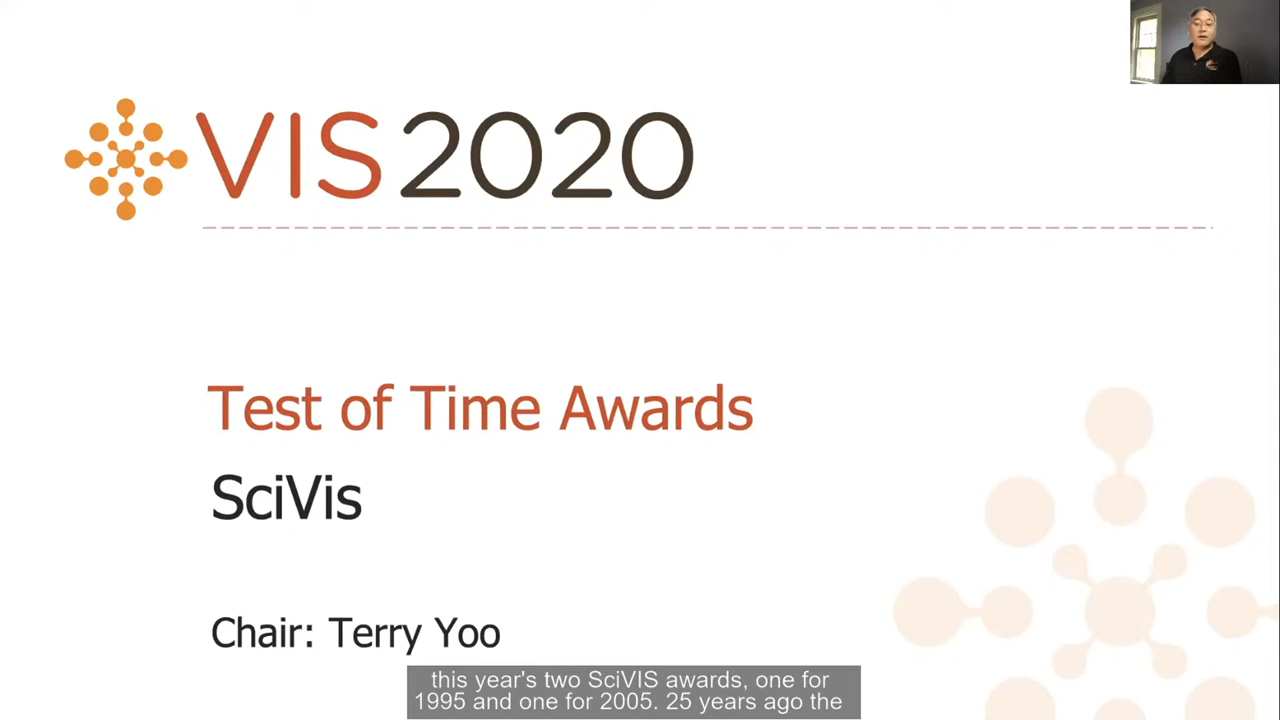 VIS2020
Test of Time Awards
SciVis
Chair: Terry Yoo
this year's two SciVIS awards, one for
1995 and one for 2005. 25 years ago the